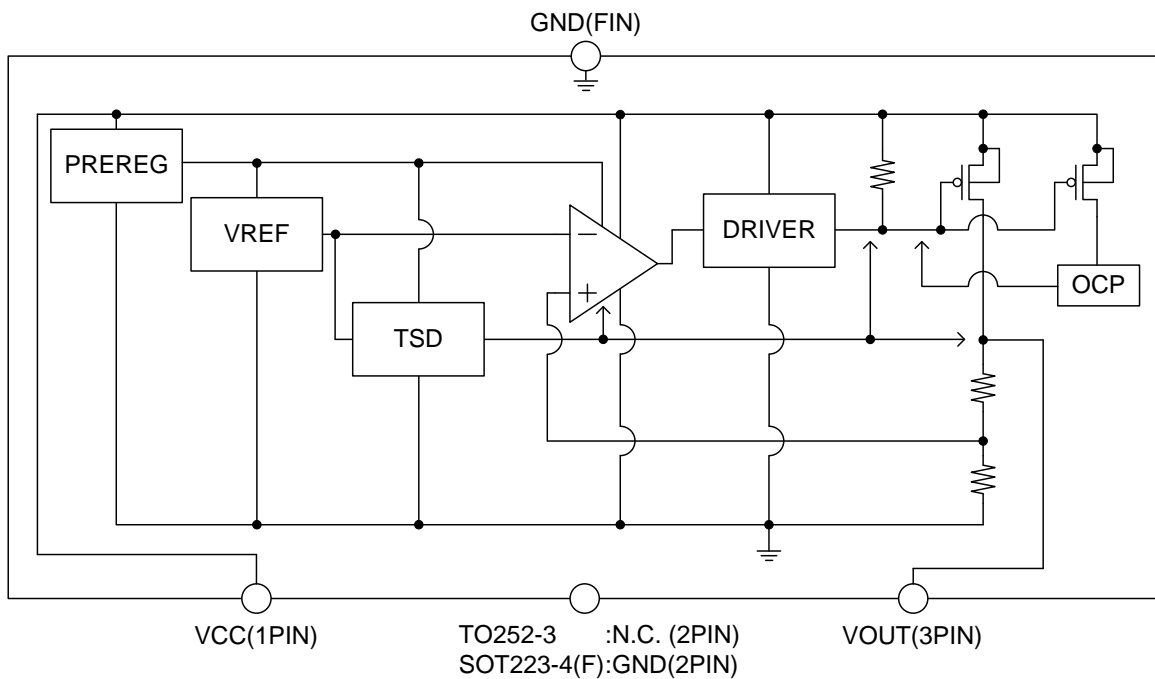 GND(FIN)
PREREG
VREF
DRIVER
OCP
TSD
VCC(1PIN)
TO252-3 :N.C. (2PIN)
SOT223-4(F):GND(2PIN)
VOUT(3PIN)